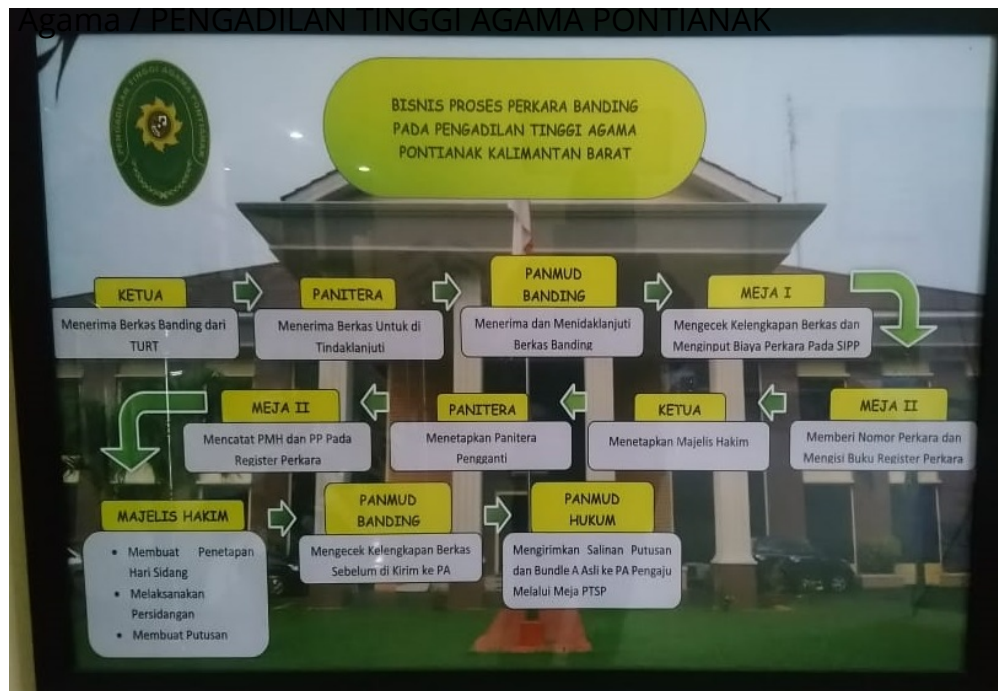 Agama / PENGADILAN TINGGI AGAMA PONTIANAK
PENGADILAN TINGGI AGAMA PONTIANAK
BISNIS PROSES PERKARA BANDING
PADA PENGADILAN TINGGI AGAMA
PONTIANAK KALIMANTAN BARAT
KETUA
Menerima Berkas Banding dari
TURT
PANITERA
Menerima Berkas Untuk di
Tindaklanjuti
PANMUD
BANDING
Menerima dan Menidaklanjuti
Berkas Banding
MEJA I
Mengecek Kelengkapan Berkas dan
Menginput Biaya Perkara Pada SIPP
MEJA II
Memberi Nomor Perkara dan
Mengisi Buku Register Perkara
KETUA
Menetapkan Majelis Hakim
PANITERA
Menetapkan Panitera
Pengganti
MEJA II
Mencatat PMH dan PP Pada
Register Perkara
MAJELIS HAKIM
• Membuat Penetapan
Hari Sidang
• Melaksanakan
Persidangan
• Membuat Putusan
PANMUD
BANDING
Mengecek Kelengkapan Berkas
Sebelum di Kirim ke PA
PANMUD
HUKUM
Mengirimkan Salinan Putusan
dan Bundle A Asli ke PA Pengaju
Melalui Meja PTSP